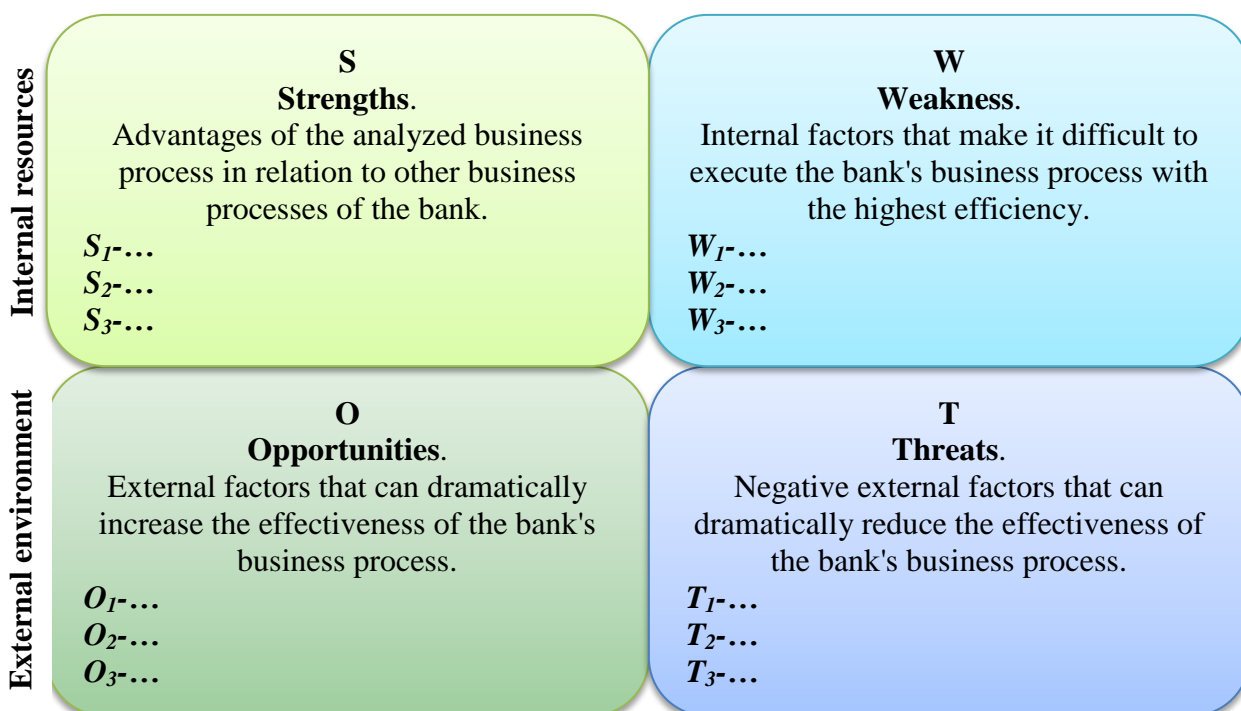 Internal resources
S
Strengths.
Advantages of the analyzed business
process in relation to other business
processes of the bank.
S1-…
S2-…
S3-…
W
Weakness.
Internal factors that make it difficult to
execute the bank's business process with
the highest efficiency.
W1-…
W2-…
W3-…
External environment
O
Opportunities.
External factors that can dramatically
increase the effectiveness of the bank's
business process.
O1-…
O2-…
O3-…
T
Threats.
Negative external factors that can
dramatically reduce the effectiveness of
the bank's business process.
T1-…
T2-…
T3-…